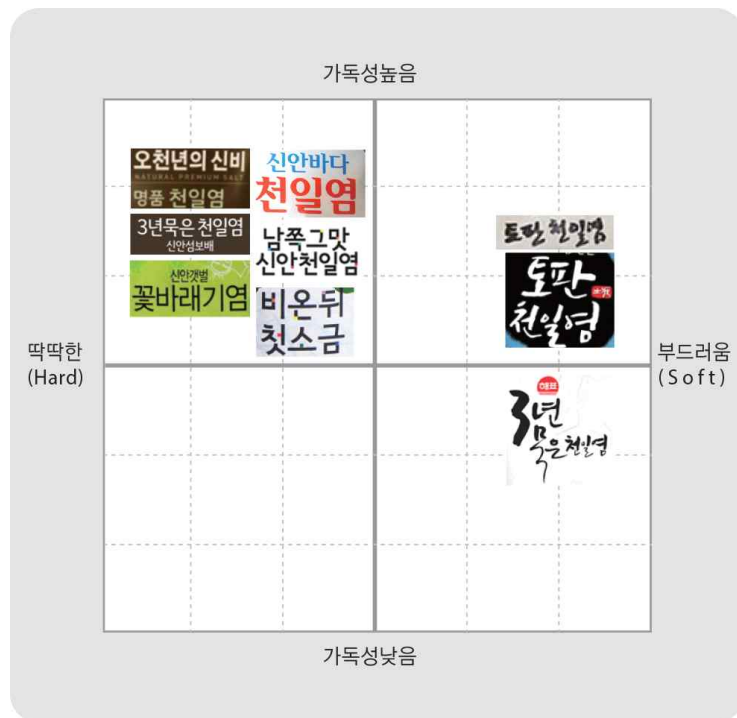 가독성높음
오천년의 신비
NATURAL PREMIUM SALT
명품 천일염
신안바다
천일염
3년묵은 천일염
신안섬보배
남쪽그맛
신안천일염
신안갯벌
꽃바래기염
비온뒤
첫소금
토판 천일염
토판
천일염
딱딱한
(Hard)
부드러움
(Soft)
해표
3년
묵은천일염
가독성낮음